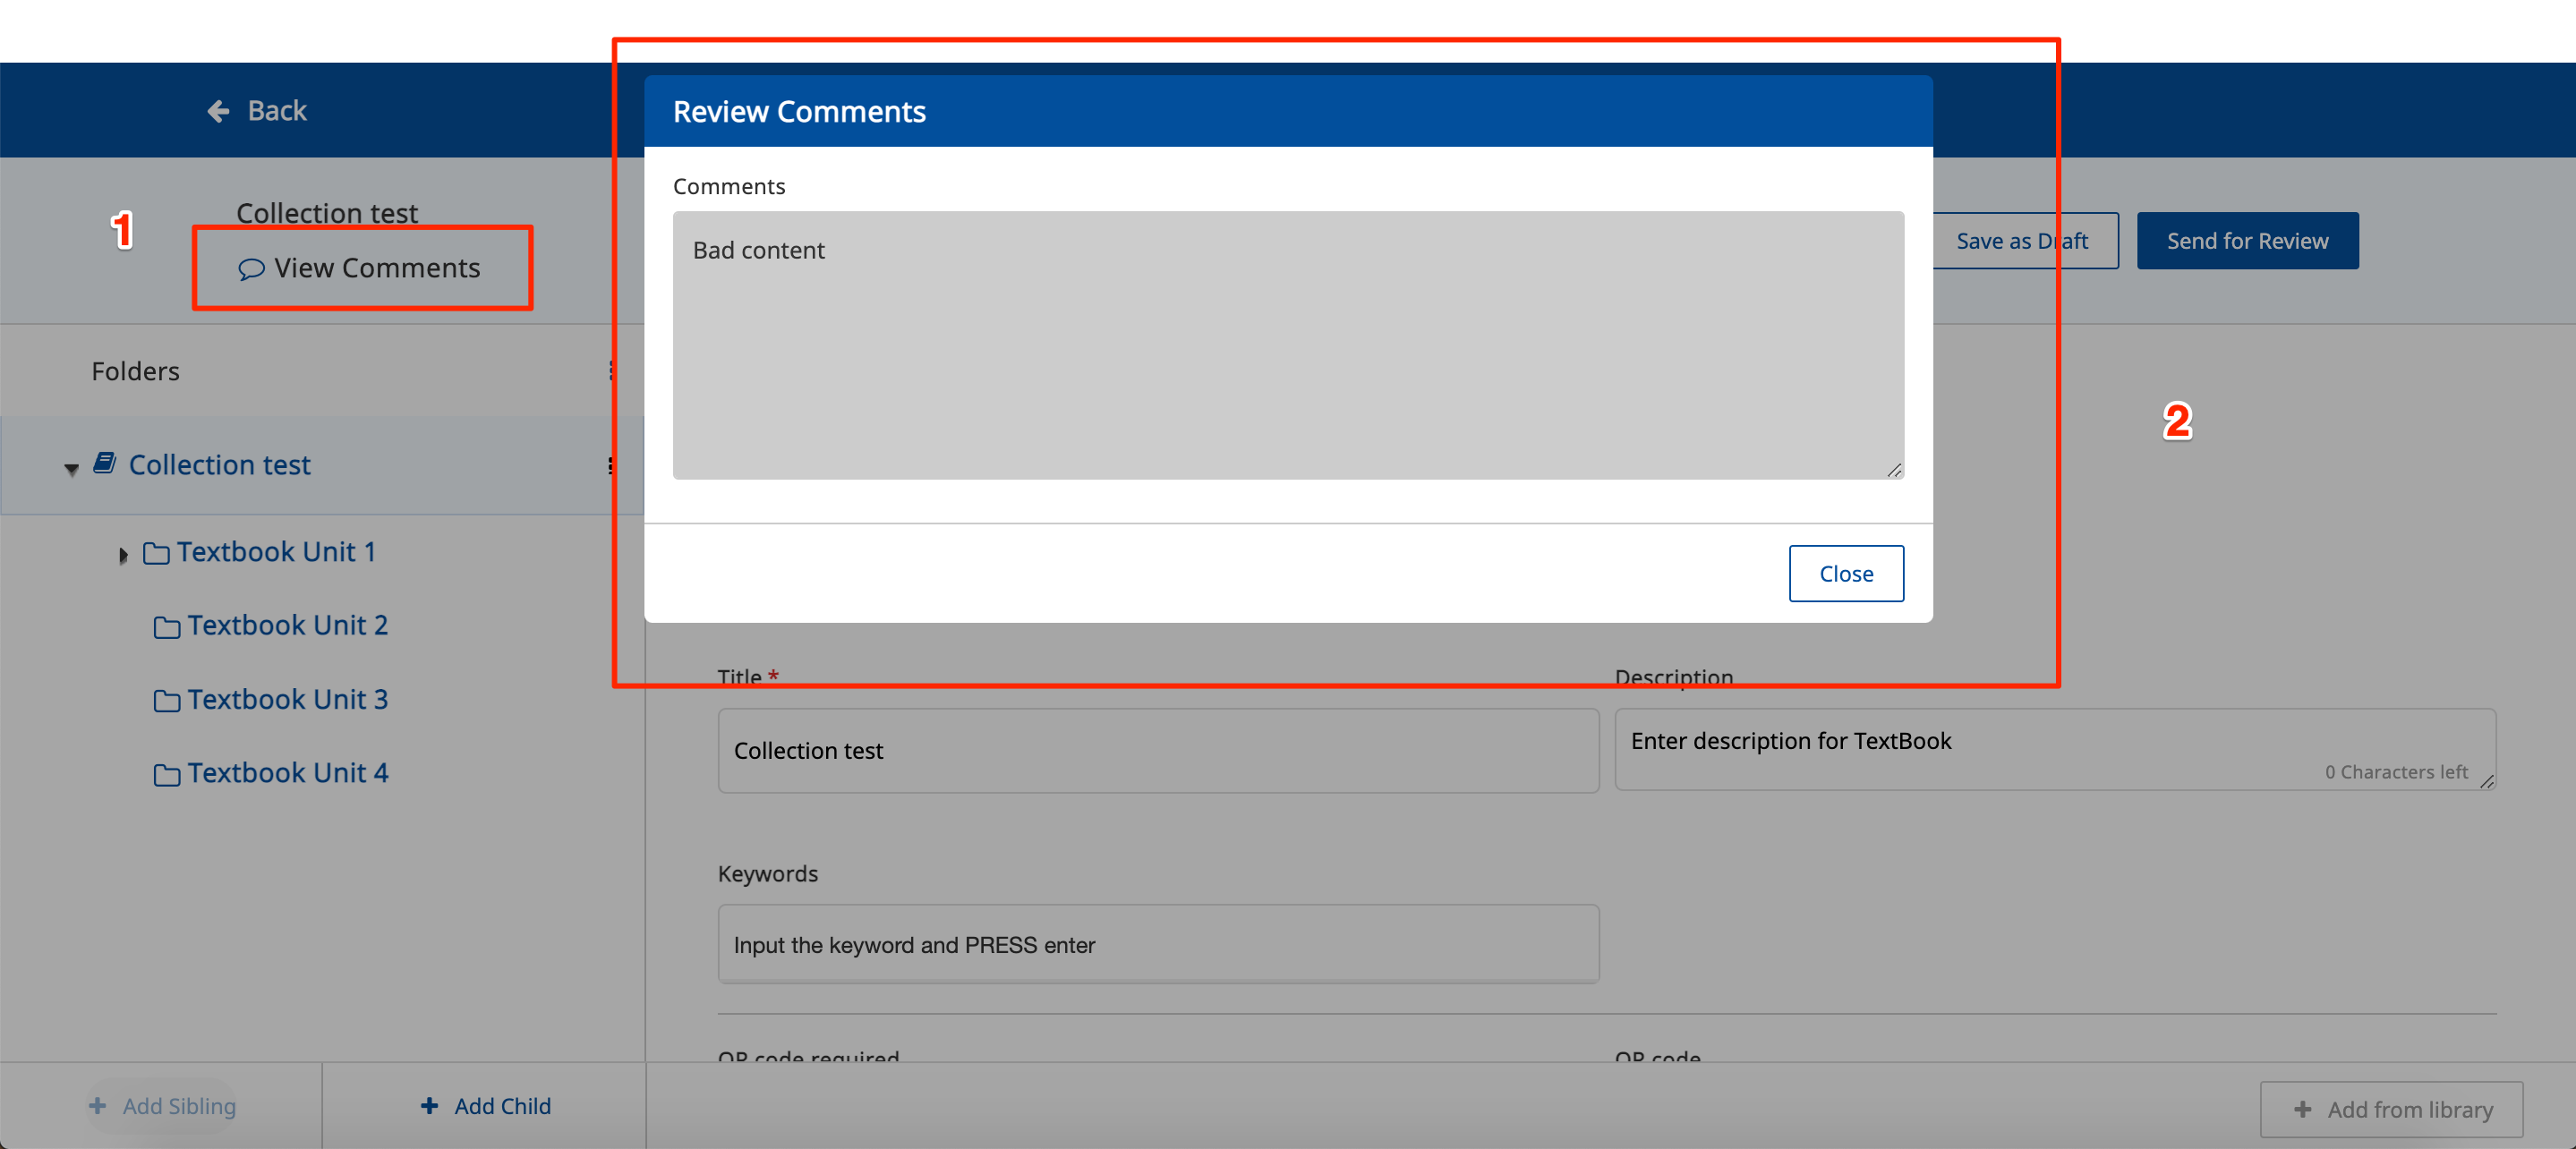 Back
Review Comments
Comments
Bad content
1
Collection test
View Comments
Save as Draft
Send for Review
Folders
2
Collection test
Close
Textbook Unit 1
Textbook Unit 2
Textbook Unit 3
Textbook Unit 4
Title *
Description
Collection test
Enter description for TextBook
0 Characters left
Keywords
Input the keyword and PRESS enter
QR code required
QR code
+ Add Sibling
+ Add Child
+ Add from library